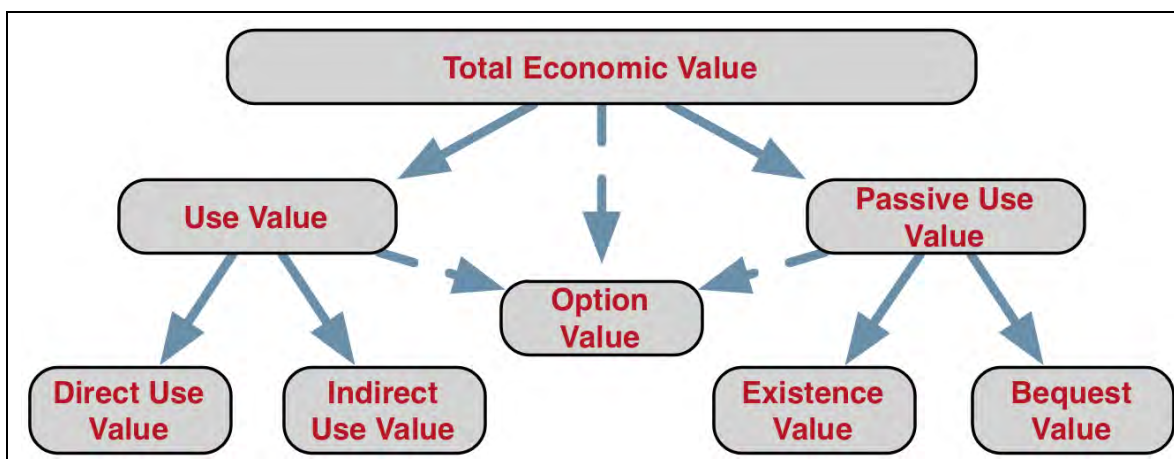 Total Economic Value
Use Value
Passive Use
Value
Option
Value
Direct Use
Value
Indirect
Use Value
Existence
Value
Bequest
Value